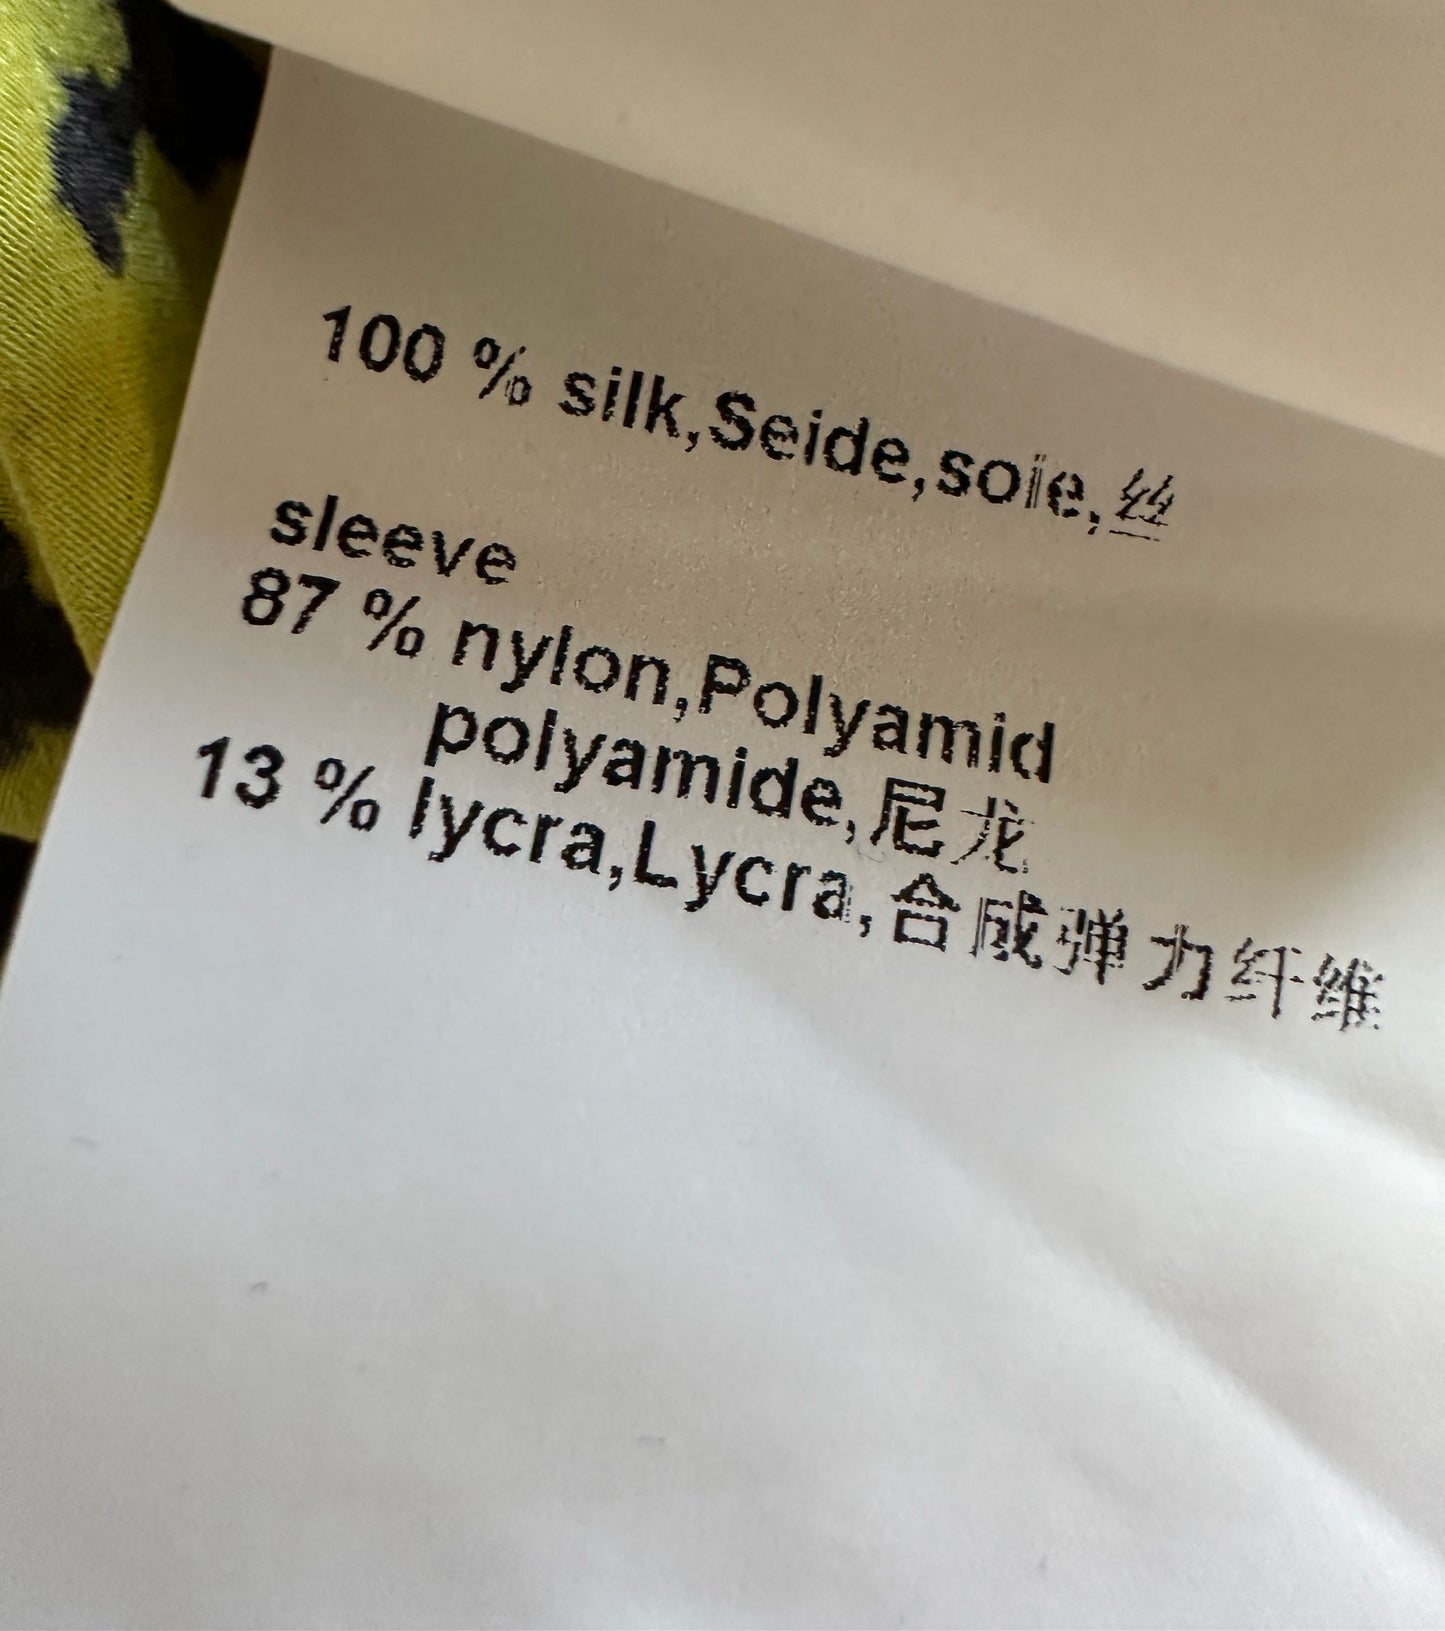 100 % silk,Seide,soie,丝
sleeve
87 % nylon,Polyamid
polyamide,尼龙
13 % lycra,Lycra,合成弹力纤维